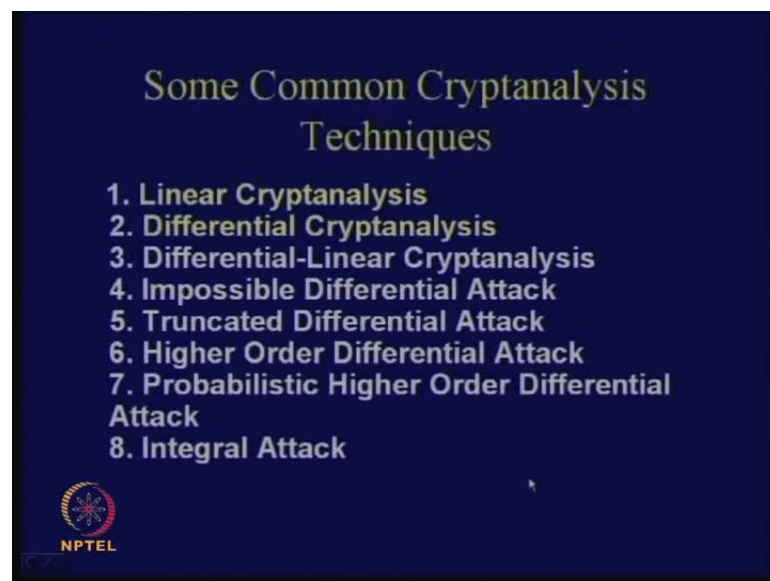 Some Common Cryptanalysis
Techniques
1. Linear Cryptanalysis
2. Differential Cryptanalysis
3. Differential-Linear Cryptanalysis
4. Impossible Differential Attack
5. Truncated Differential Attack
6. Higher Order Differential Attack
7. Probabilistic Higher Order Differential
Attack
8. Integral Attack
NPTEL